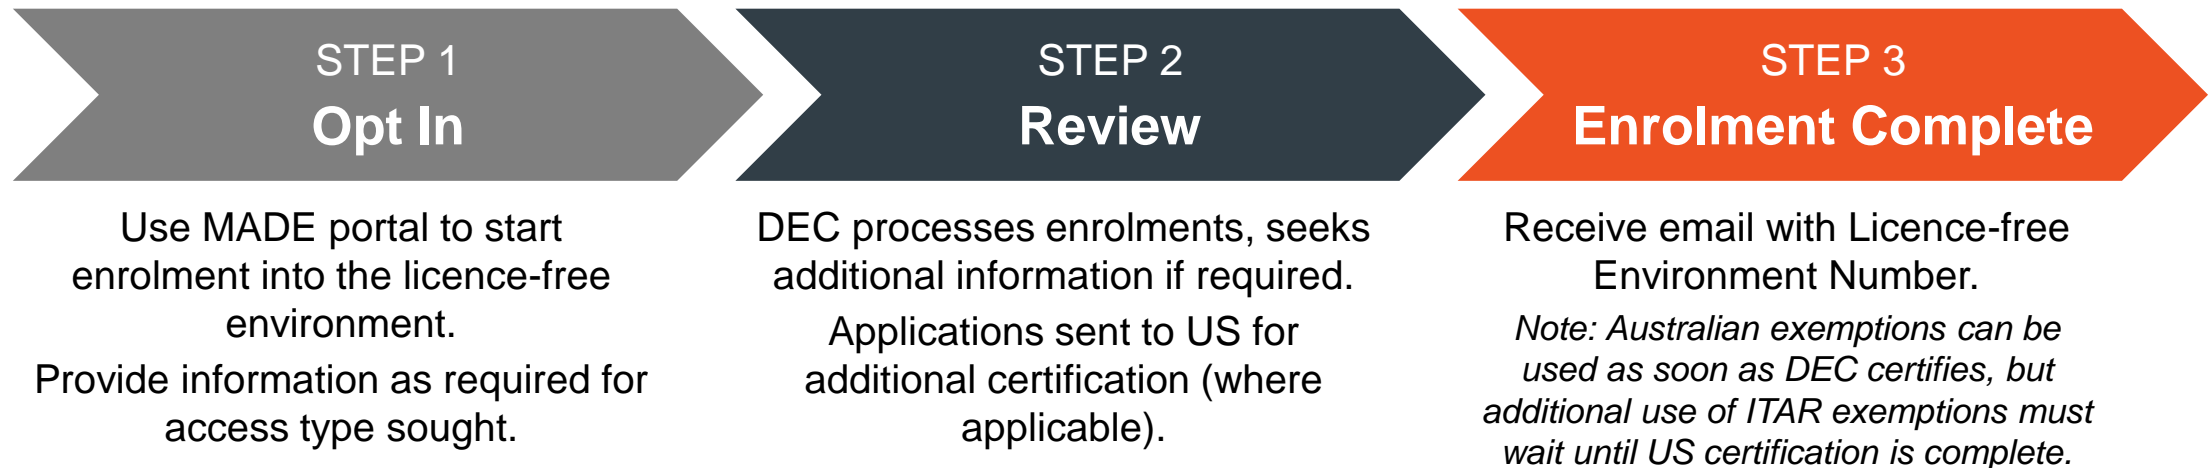 STEP 1
Opt In
Use MADE portal to start
enrolment into the licence-free
environment.
Provide information as required for
access type sought.
STEP 2
Review
DEC processes enrolments, seeks
additional information if required.
Applications sent to US for
additional certification (where
applicable).
STEP 3
Enrolment Complete
Receive email with Licence-free
Environment Number.
Note: Australian exemptions can be
used as soon as DEC certifies, but
additional use of ITAR exemptions must
wait until US certification is complete.